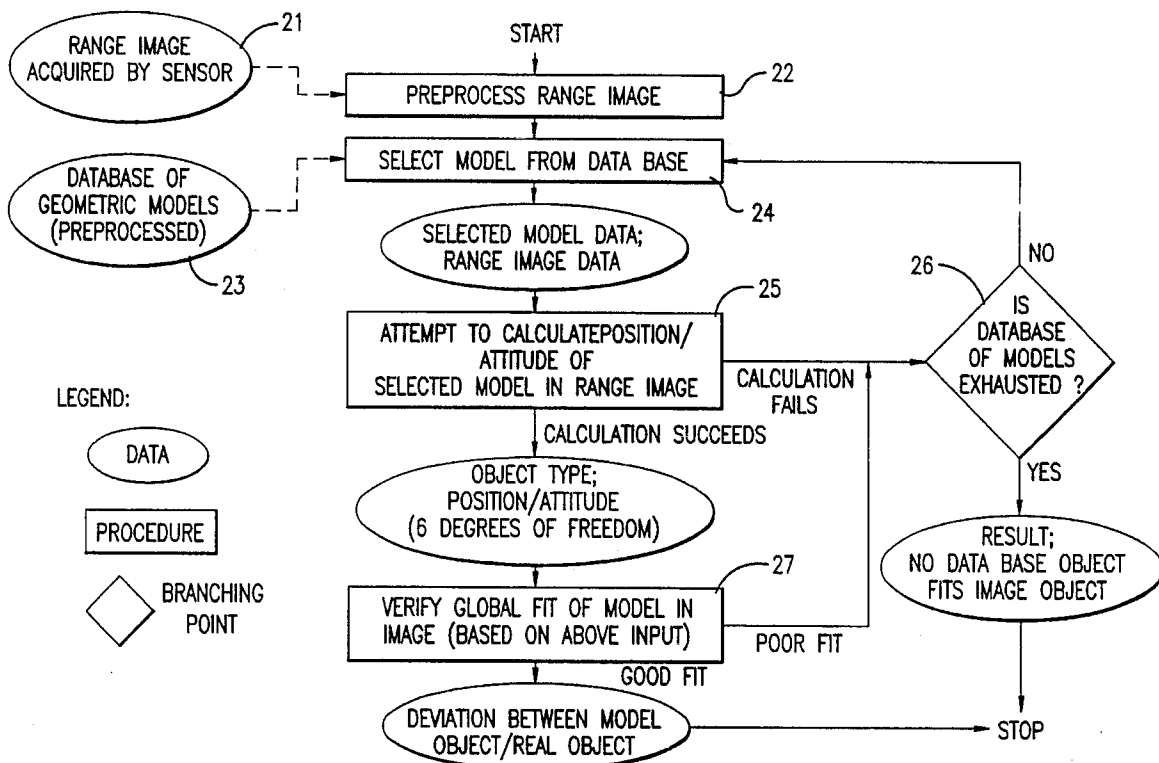 21
RANGE IMAGE
ACQUIRED BY SENSOR
START
22
PREPROCESS RANGE IMAGE
SELECT MODEL FROM DATA BASE
24
DATABASE OF
GEOMETRIC MODELS
(PREPROCESSED)
23
SELECTED MODEL DATA;
RANGE IMAGE DATA
25
ATTEMPT TO CALCULATEPOSITION/
ATTITUDE OF
SELECTED MODEL IN RANGE IMAGE
CALCULATION
FAILS
CALCULATION SUCCEEDS
26
NO
IS
DATABASE
OF MODELS
EXHAUSTED ?
YES
RESULT;
NO DATA BASE OBJECT
FITS IMAGE OBJECT
OBJECT TYPE;
POSITION/ATTITUDE
(6 DEGREES OF FREEDOM)
27
VERIFY GLOBAL FIT OF MODEL IN
IMAGE (BASED ON ABOVE INPUT)
POOR FIT
GOOD FIT
DEVIATION BETWEEN MODEL
OBJECT/REAL OBJECT
STOP
LEGEND:
DATA
PROCEDURE
BRANCHING
POINT